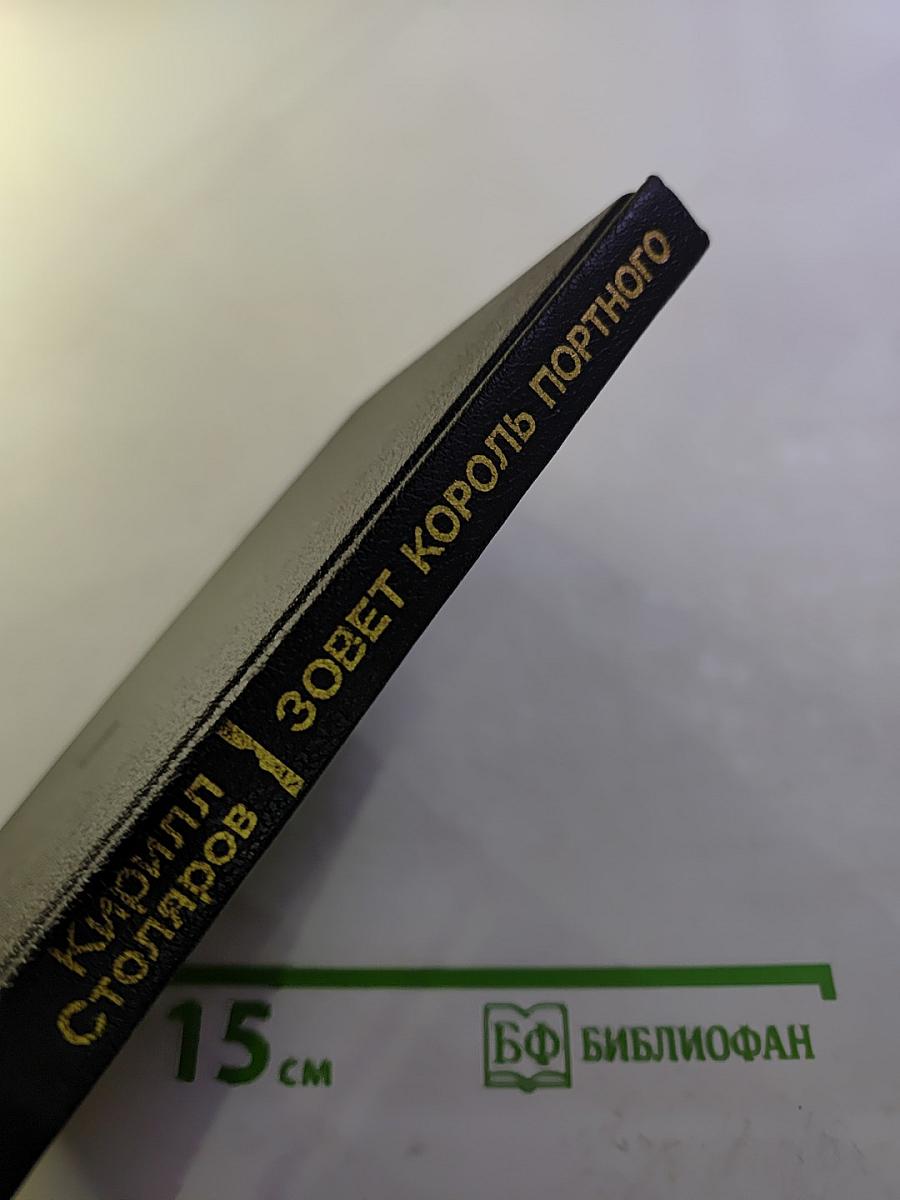 Кирилл
Столяров
ЗОВЕТ КОРОЛЬ ПОРТНОГО
15 см
БФ БИБЛИОФАН